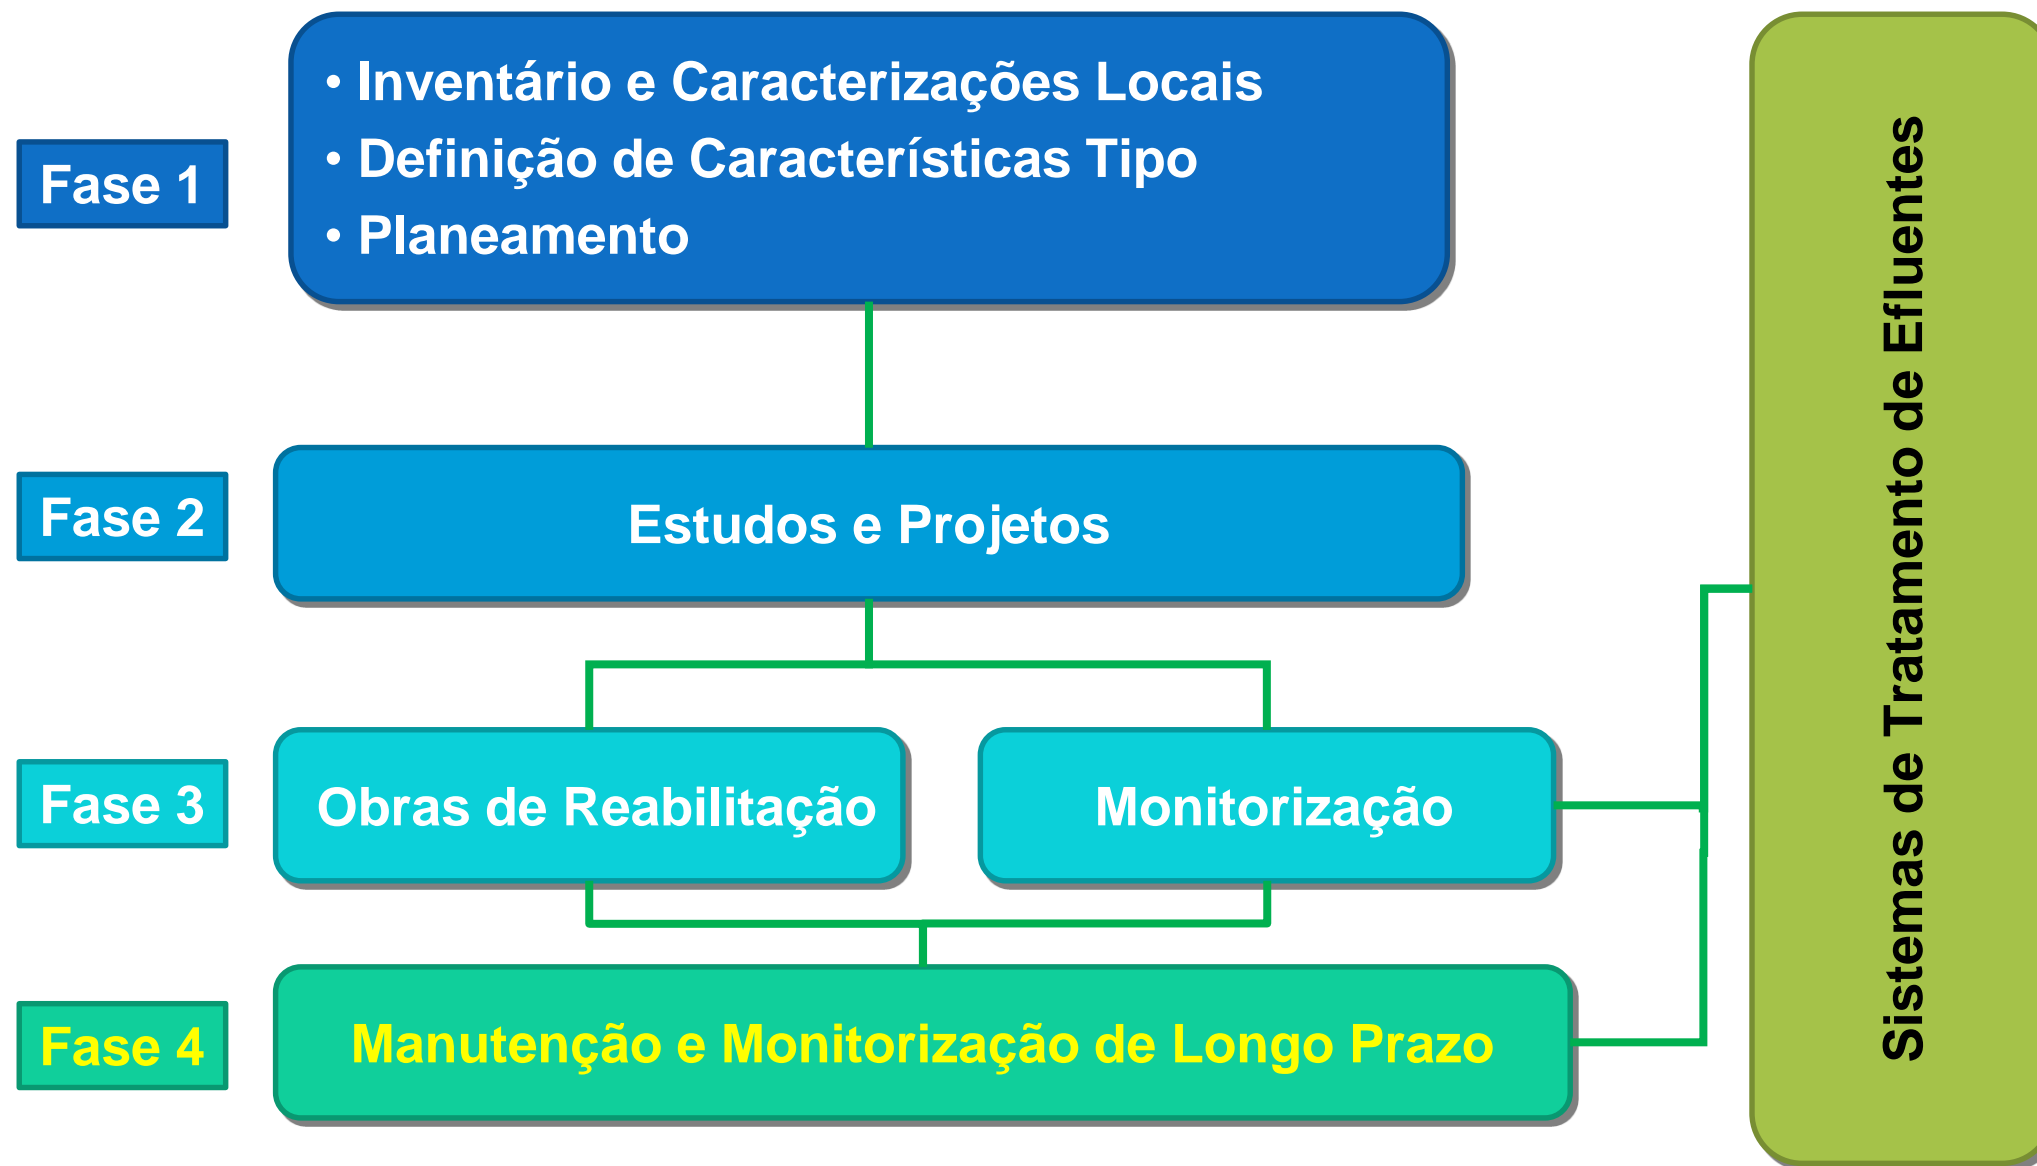 Fase 1
• Inventário e Caracterizações Locais
• Definição de Características Tipo
• Planeamento
Fase 2
Estudos e Projetos
Fase 3
Obras de Reabilitação
Monitorização
Fase 4
Manutenção e Monitorização de Longo Prazo
Sistemas de Tratamento de Efluentes